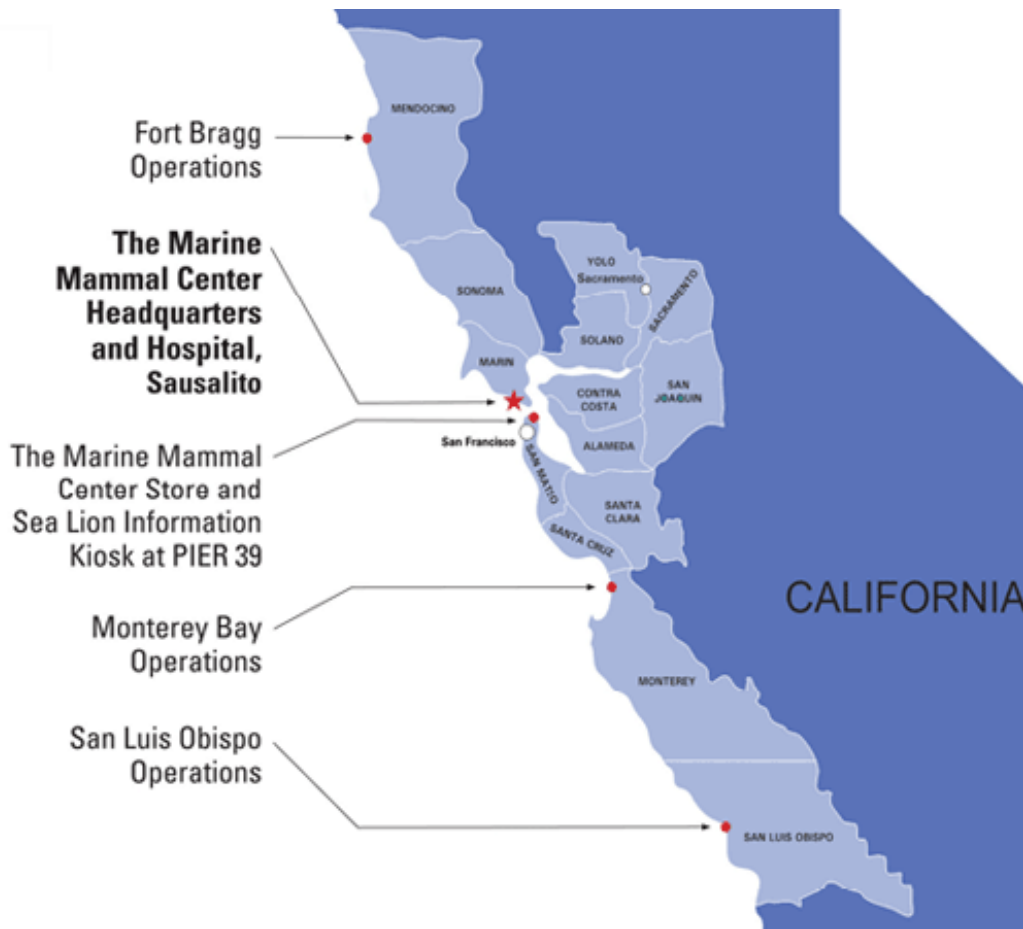 Fort Bragg
Operations
The Marine
Mammal Center
Headquarters
and Hospital,
Sausalito
The Marine Mammal
Center Store and
Sea Lion Information
Kiosk at PIER 39
Monterey Bay
Operations
San Luis Obispo
Operations
MENDOCINO
SONOMA
MARIN
YOLO
Sacramento
SACRAMENTO
SOLANO
CONTRA
COSTA
SAN
JOAQUIN
ALAMEDA
San Francisco
SAN MATIO
SANTA
CLARA
SANTA CRUZ
CALIFORNIA
MONTEREY
SAN LUIS OBISPO